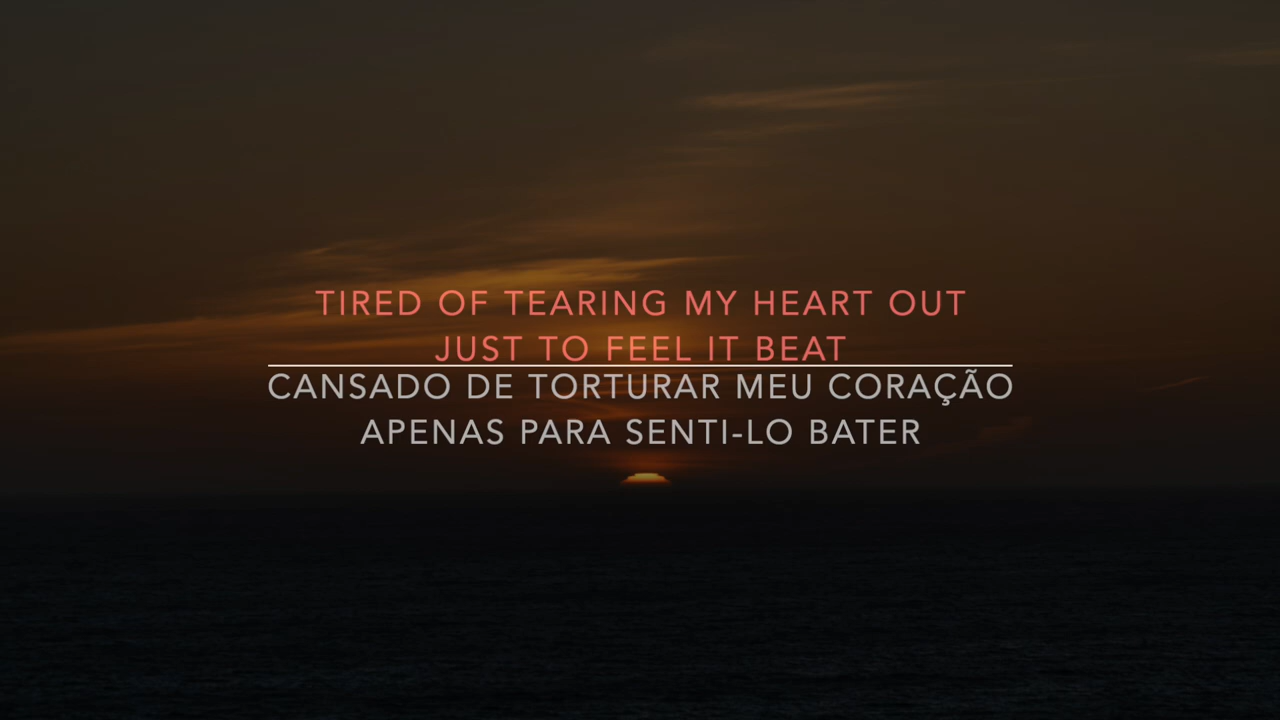 TIRED OF TEARING MY HEART OUT
JUST TO FEEL IT BEAT
CANSADO DE TORTURAR MEU CORAÇÃO
APENAS PARA SENTI-LO BATER